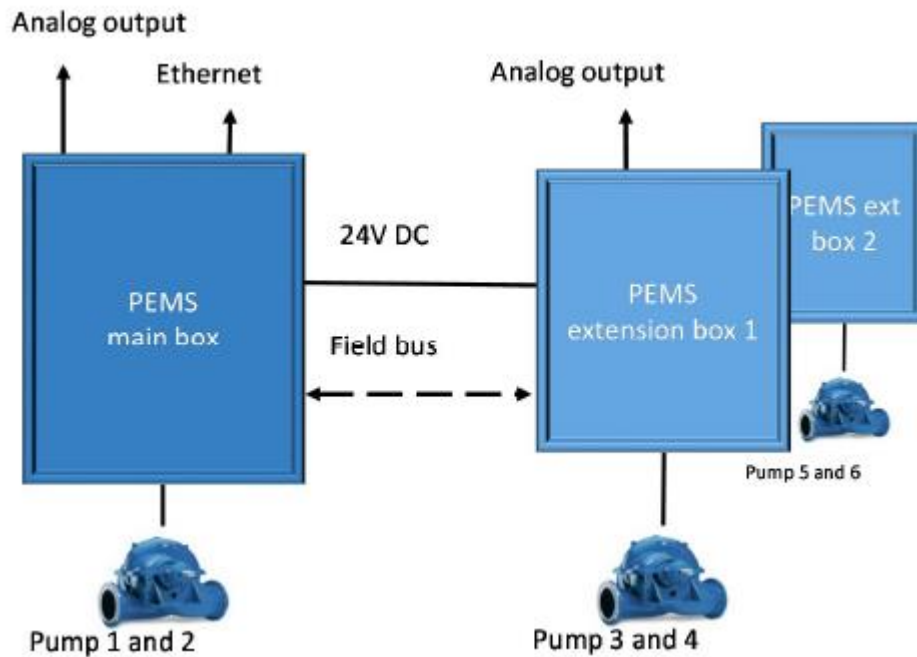 Analog output
Ethernet
Analog output
PEMS ext
box 2
24V DC
PEMS
main box
PEMS
extension box 1
Field bus
Pump 5 and 6
Pump 1 and 2
Pump 3 and 4